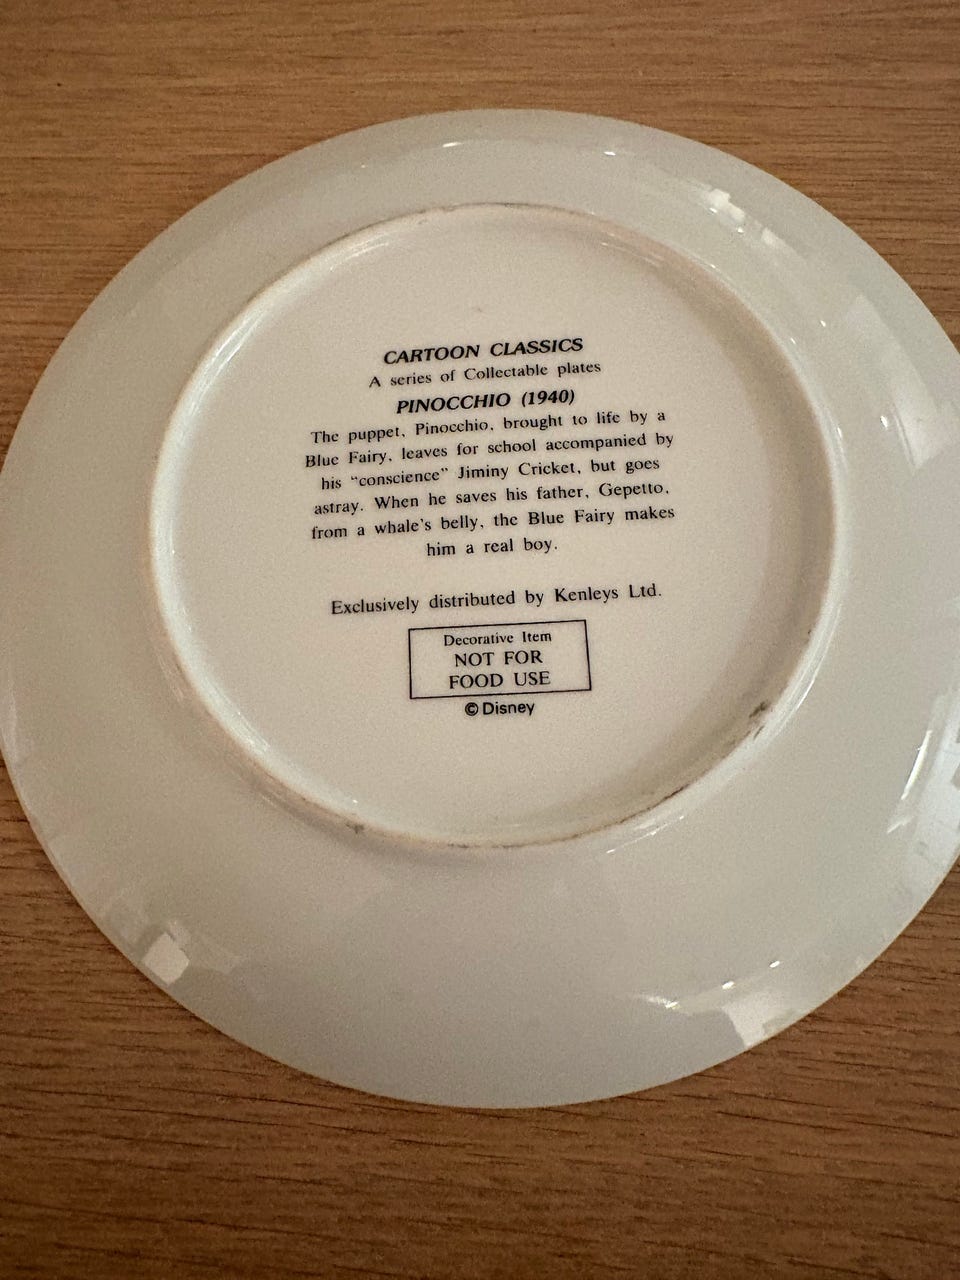 CARTOON CLASSICS
A series of Collectable plates
PINOCCHIO (1940)
The puppet, Pinocchio, brought to life by a
Blue Fairy, leaves for school accompanied by
his "conscience" Jiminy Cricket, but goes
astray. When he saves his father, Gepetto,
from a whale's belly, the Blue Fairy makes
him a real boy.
Exclusively distributed by Kenleys Ltd.
Decorative Item
NOT FOR
FOOD USE
© Disney